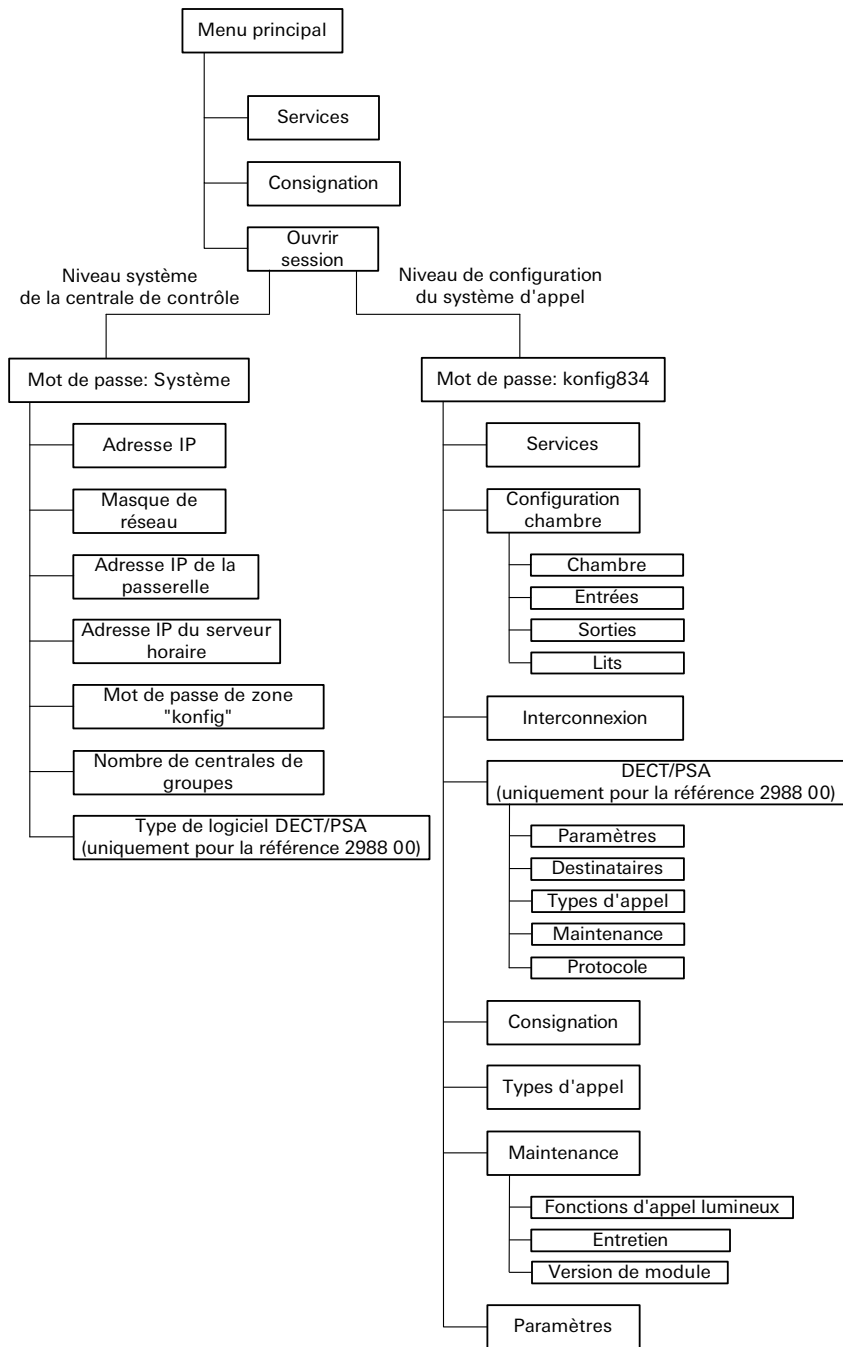 Menu principal
Services
Consignation
Ouvrir
session
Niveau système
de la centrale de contrôle
Niveau de configuration
du système d'appel
Mot de passe: Système
Adresse IP
Masque de
réseau
Adresse IP de la
passerelle
Adresse IP du serveur
horaire
Mot de passe de zone
"konfig"
Nombre de centrales de
groupes
Type de logiciel DECT/PSA
(uniquement pour la référence 2988 00)
Mot de passe: konfig834
Services
Configuration
chambre
Chambre
Entrées
Sorties
Lits
Interconnexion
DECT/PSA
(uniquement pour la référence 2988 00)
Paramètres
Destinataires
Types d'appel
Maintenance
Protocole
Consignation
Types d'appel
Maintenance
Fonctions d'appel lumineux
Entretien
Version de module
Paramètres